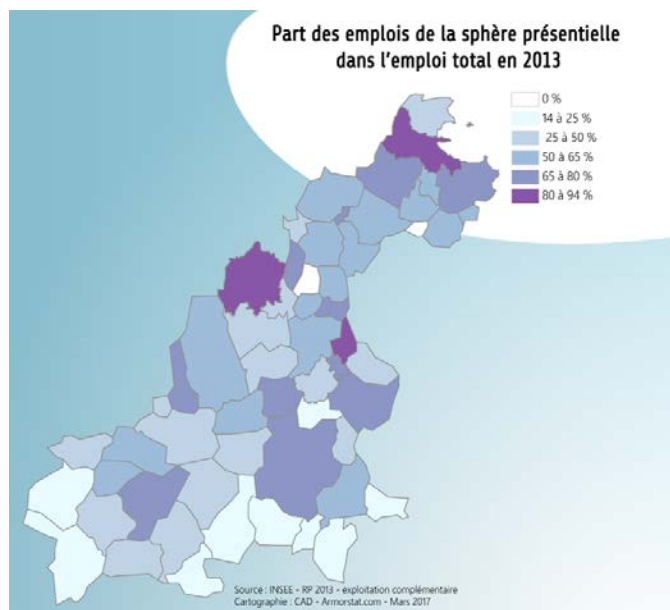 Part des emplois de la sphère présentielle
dans l'emploi total en 2013
0 %
14 à 25 %
25 à 50 %
50 à 65 %
65 à 80 %
80 à 94 %
Source : INSEE - RP 2013 - exploitation complémentaire
Cartographie : CAD - Armorstat.com - Mars 2017